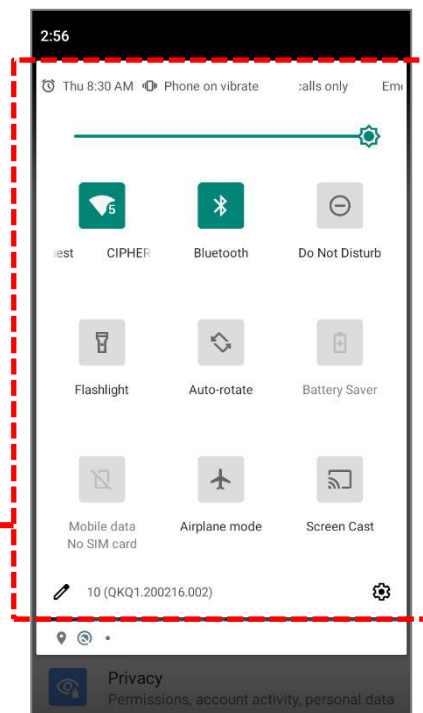 2:56
Thu 8:30 AM Phone on vibrate calls only Eme
5
est CIPHER Bluetooth Do Not Disturb
Flashlight Auto-rotate Battery Saver
Mobile data Airplane mode Screen Cast
No SIM card
10 (QKQ1.200216.002)
Privacy
Permissions, account activity, personal data